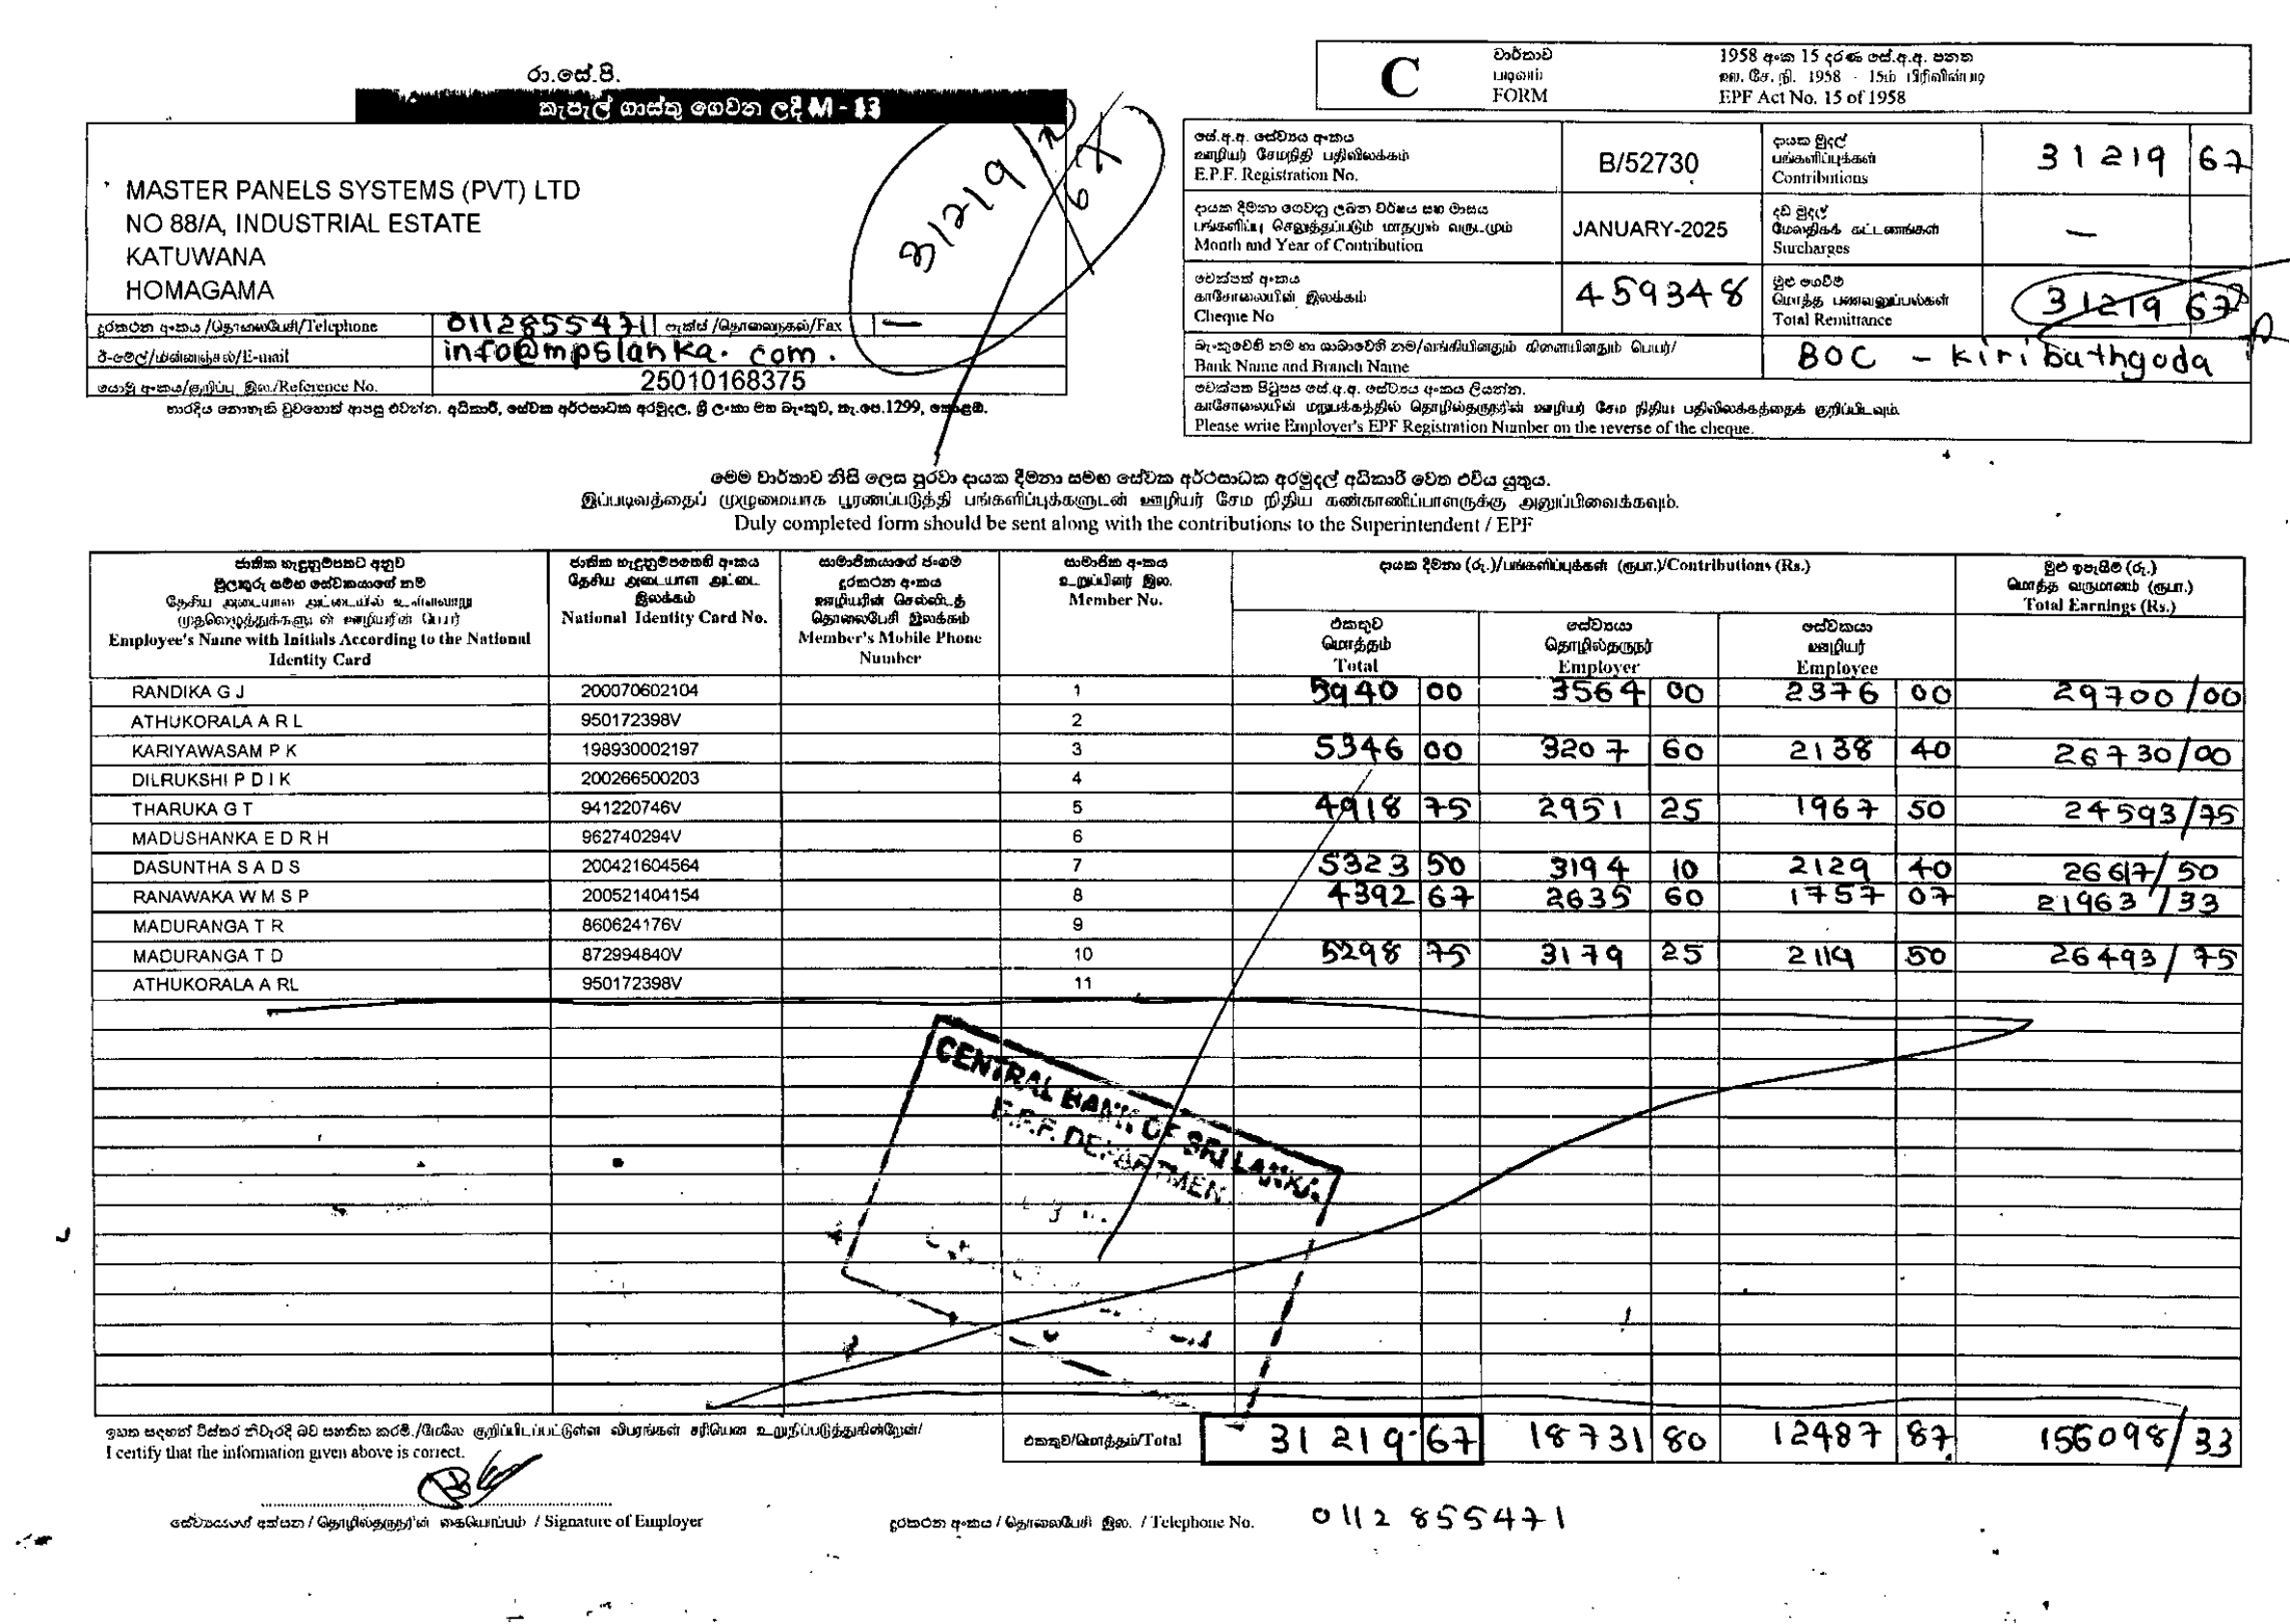 රා.සේ.පි.
තැපැල් ගාස්තු ගෙවන ලදී M - 13
C
වාර්තාව
படிவம்
FORM
1958 අංක 15 දරණ සේ.අ.අ. පනත
ஊ. சே. நி. 1958 - 15ம் பிரிவின்படி
EPF Act No. 15 of 1958
MASTER PANELS SYSTEMS (PVT) LTD
NO 88/A, INDUSTRIAL ESTATE
KATUWANA
HOMAGAMA
31219 67
දුරකථන අංකය /தொலைபேசி/Telephone 0112855471 ෆැක්ස් /தொலைநகல்/Fax —
ඊ-මේල්/மின்னஞ்சல்/E-mail info@mpslanka.com.
යොමු අංකය/குறிப்பு இல./Reference No. 25010168375
භාරදිය නොහැකි වුවහොත් ආපසු එවන්න. අධිකාරී, සේවක අර්ථසාධක අරමුදල, ශ්‍රී ලංකා මහ බැංකුව, තැ.පෙ.1299, කොළඹ.
සේ.අ.අ. සේව්‍යය අංකය
ஊழியர் சேமநிதி பதிவிலக்கம்
E.P.F. Registration No.
B/52730
දායක මුදල්
பங்களிப்புக்கள்
Contributions
31219 67
දායක දීමනා ගෙවනු ලබන වර්ෂය සහ මාසය
பங்களிப்பு செலுத்தப்படும் மாதமும் வருடமும்
Month and Year of Contribution
JANUARY-2025
දඩ මුදල්
மேலதிகக் கட்டணங்கள்
Surcharges
—
චෙක්පත් අංකය
காசோலையின் இலக்கம்
Cheque No
459348
මුළු ගෙවීම
மொத்த பணவனுப்பல்கள்
Total Remittance
31219 67
බැංකුවෙහි නම හා ශාඛාවෙහි නම/வங்கியினதும் கிளையினதும் பெயர்/
Bank Name and Branch Name
BOC - Kiribathgoda
චෙක්පත පිටුපස සේ.අ.අ. සේව්‍යය අංකය ලියන්න.
காசோலையின் மறுபக்கத்தில் தொழில்தருநரின் ஊழியர் சேம நிதிய பதிவிலக்கத்தைக் குறிப்பிடவும்.
Please write Employer's EPF Registration Number on the reverse of the cheque.
මෙම වාර්තාව නිසි ලෙස පුරවා දායක දීමනා සමඟ සේවක අර්ථසාධක අරමුදල් අධිකාරී වෙත එවිය යුතුය.
இப்படிவத்தைப் முழுமையாக பூரணப்படுத்தி பங்களிப்புக்களுடன் ஊழியர் சேம நிதிய கண்காணிப்பாளருக்கு அனுப்பிவைக்கவும்.
Duly completed form should be sent along with the contributions to the Superintendent / EPF
ජාතික හැඳුනුම්පතට අනුව
මුලකුරු සමඟ සේවකයාගේ නම
தேசிய அடையாள அட்டையில் உள்ளவாறு
முதலெழுத்துக்களுடன் ஊழியரின் பெயர்
Employee's Name with Initials According to the National
Identity Card
ජාතික හැඳුනුම්පතෙහි අංකය
தேசிய அடையாள அட்டை
இலக்கம்
National Identity Card No.
සාමාජිකයාගේ ජංගම
දුරකථන අංකය
ஊழியரின் செல்லிடத்
தொலைபேசி இலக்கம்
Member's Mobile Phone
Number
සාමාජික අංකය
உறுப்பினர் இல.
Member No.
දායක දීමනා (රු.)/பங்களிப்புக்கள் (ரூபா.)/Contributions (Rs.)
එකතුව
மொத்தம்
Total
සේව්‍යයා
தொழில்தருநர்
Employer
සේවකයා
ஊழியர்
Employee
මුළු ඉපැයීම් (රු.)
மொத்த வருமானம் (ரூபா.)
Total Earnings (Rs.)
RANDIKA G J 200070602104 1 5940 00 3564 00 2376 00 29700/00
ATHUKORALA A R L 950172398V 2
KARIYAWASAM P K 198930002197 3 5346 00 3207 60 2138 40 26730/00
DILRUKSHI P D I K 200266500203 4
THARUKA G T 941220746V 5 4918 75 2951 25 1967 50 24593/75
MADUSHANKA E D R H 962740294V 6
DASUNTHA S A D S 200421604564 7 5323 50 3194 10 2129 40 26617/50
RANAWAKA W M S P 200521404154 8 4392 67 2635 60 1757 07 21963/33
MADURANGA T R 860624176V 9
MADURANGA T D 872994840V 10 5298 75 3179 25 2119 50 26493/75
ATHUKORALA A RL 950172398V 11
CENTRAL BANK OF SRI LANKA
E.P.F. DEPARTMEN
ඉහත සඳහන් විස්තර නිවැරදි බව සහතික කරමි./மேலே குறிப்பிடப்பட்டுள்ள விபரங்கள் சரியென உறுதிப்படுத்துகின்றேன்/
I certify that the information given above is correct.
එකතුව/மொத்தம்/Total 31219.67 18731 80 12487 87 156098/33
සේව්‍යයාගේ අත්සන / தொழில்தருநரின் கையொப்பம் / Signature of Employer
දුරකථන අංකය / தொலைபேசி இல. / Telephone No. 0112 855471